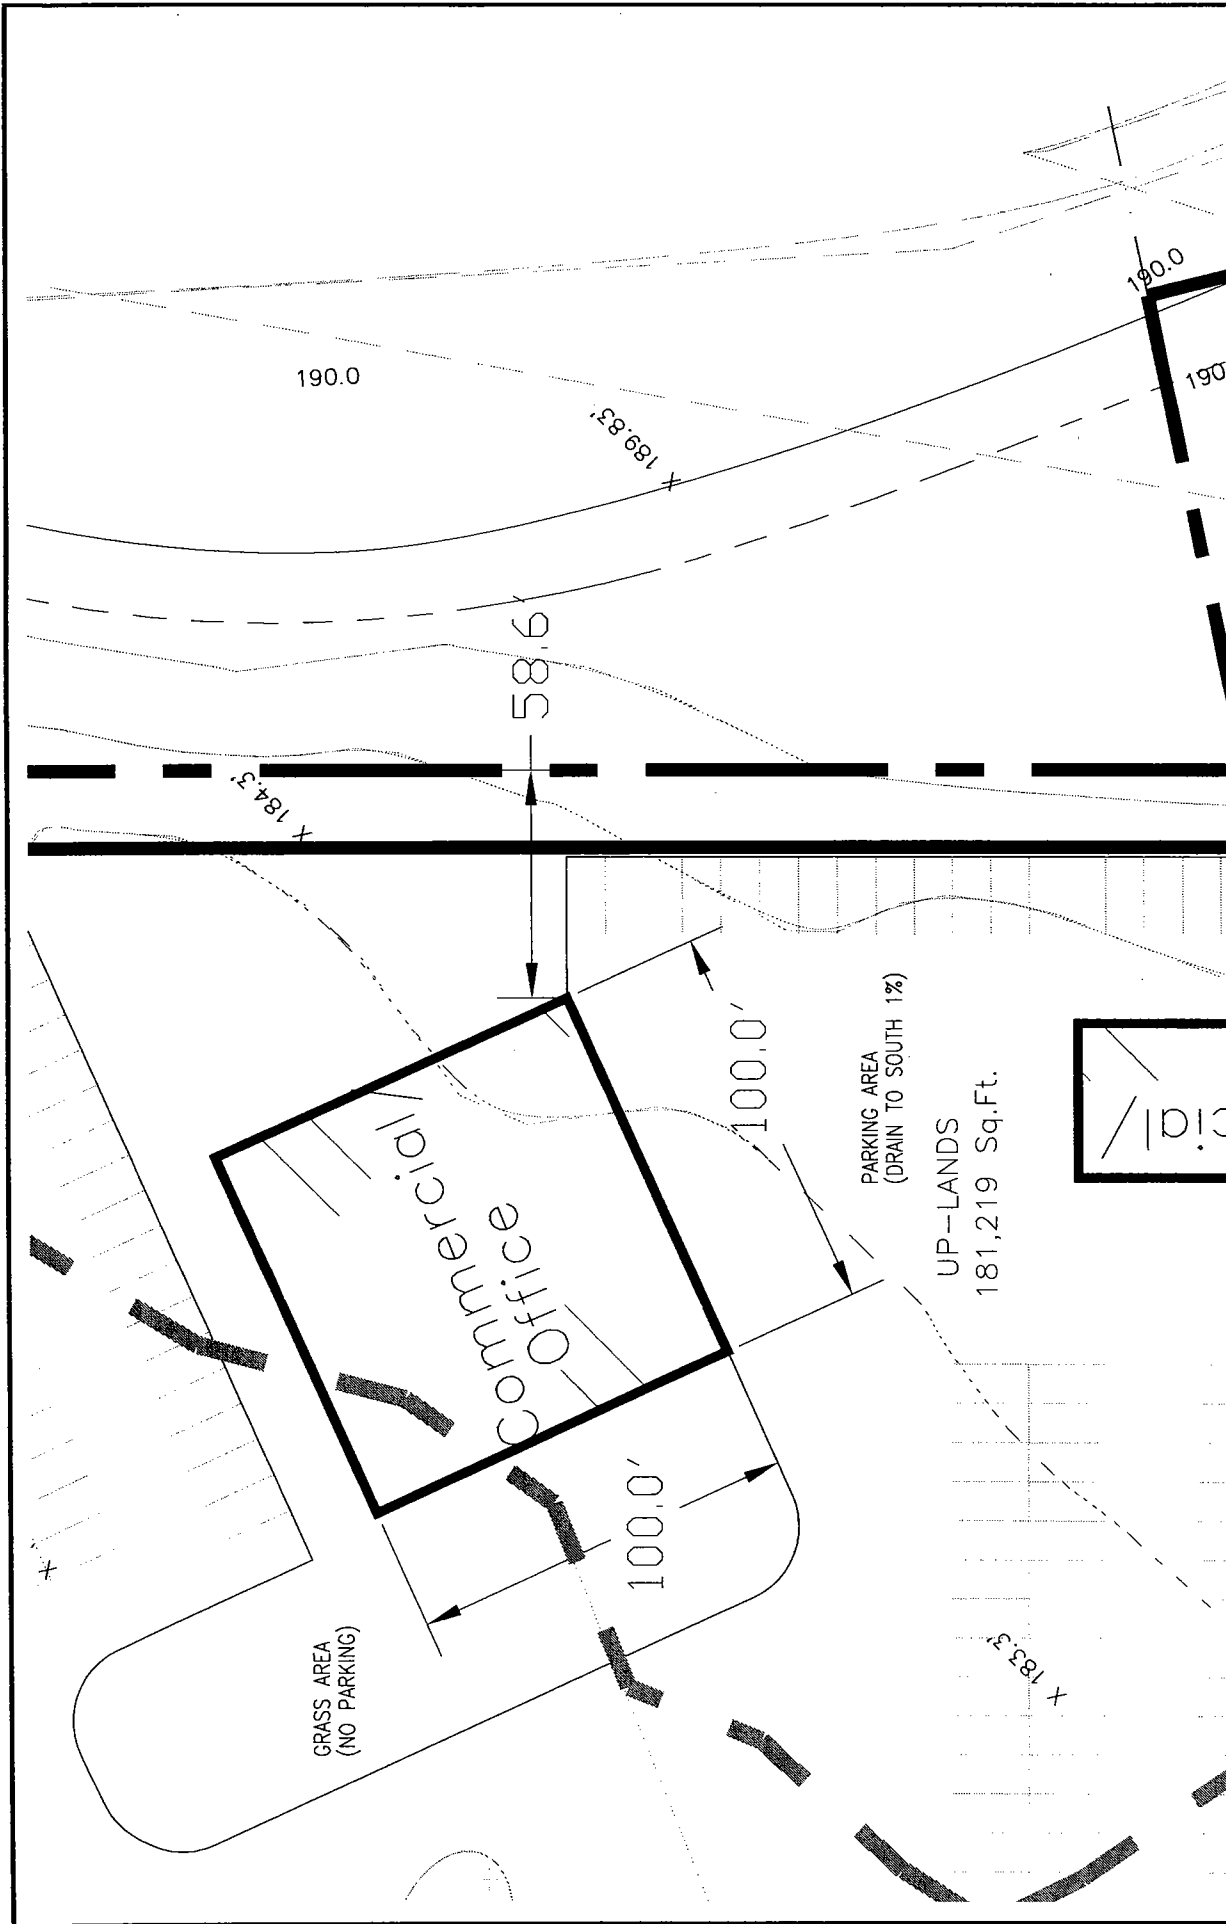 190.0
190.0
190
X 189.83'
58.6'
X 184.3'
100.0'
PARKING AREA
(DRAIN TO SOUTH 1%)
UP-LANDS
181,219 Sq.Ft.
Commercial
Office
cial
100.0'
GRASS AREA
(NO PARKING)
X 183.3'